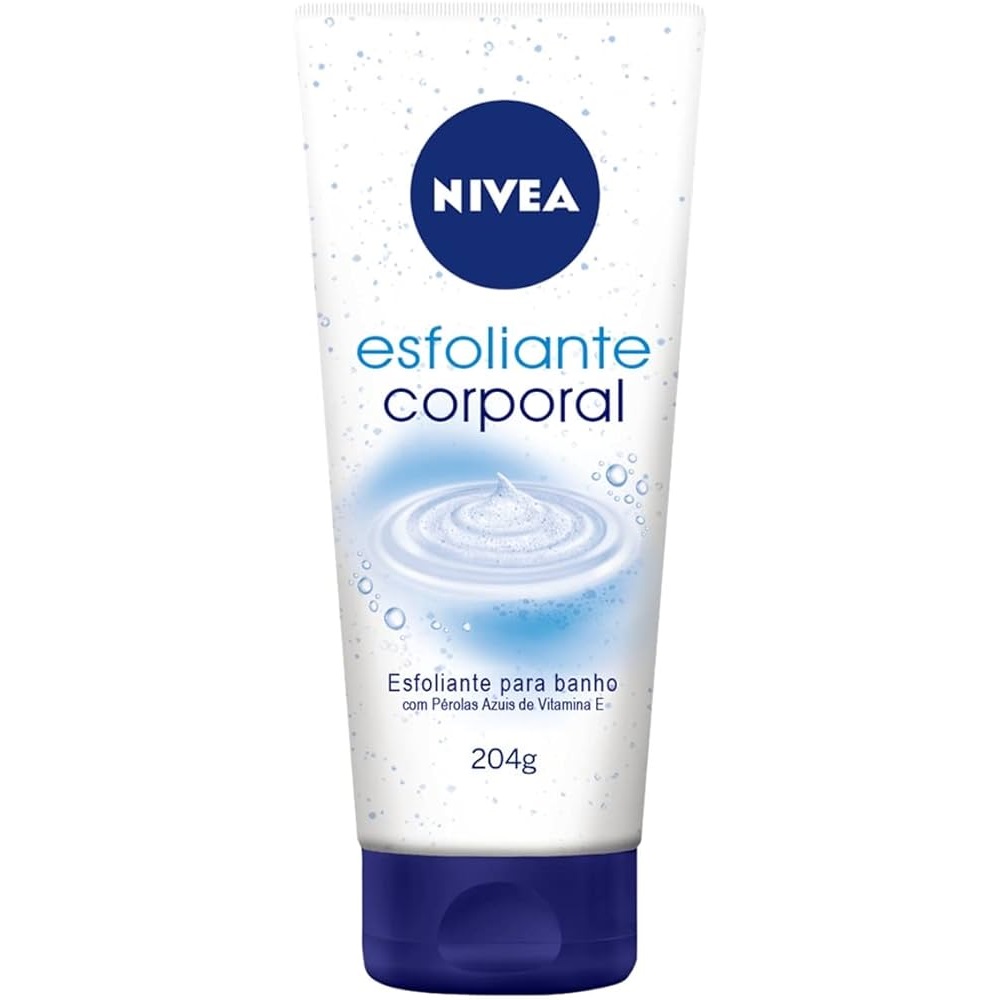 NIVEA
esfoliante
corporal
Esfoliante para banho
com Pérolas Azuis de Vitamina E
204g